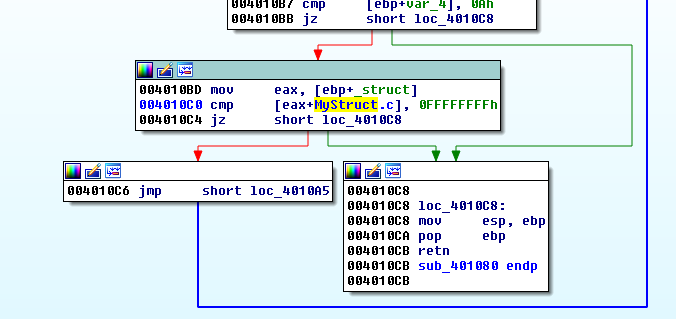 004010B7 cmp [ebp+var_4], 0Ah
004010BB jz short loc_4010C8
004010BD mov eax, [ebp+_struct]
004010C0 cmp [eax+MyStruct.c], 0FFFFFFFFh
004010C4 jz short loc_4010C8
004010C6 jmp short loc_4010A5
004010C8
004010C8 loc_4010C8:
004010C8 mov esp, ebp
004010CA pop ebp
004010CB retn
004010CB sub_401080 endp
004010CB